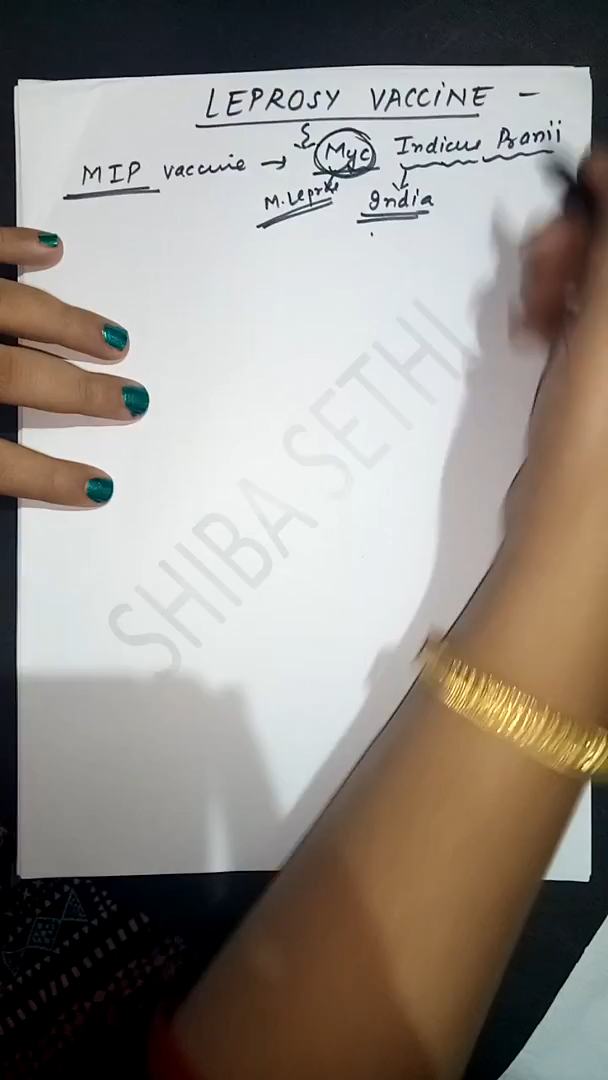 LEPROSY VACCINE -
MIP vaccine → Myc Indicus Pranii
M. Leprae India
SHIBA SETHI